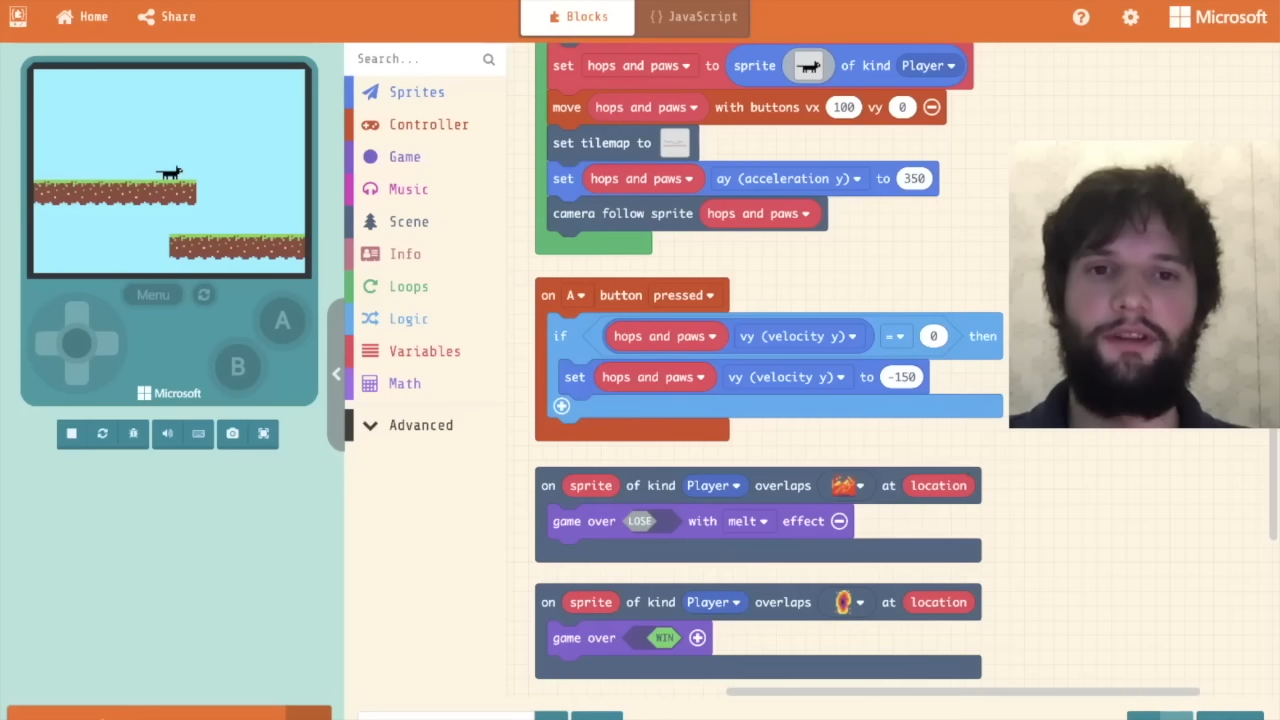 Home
Share
Blocks
{} JavaScript
Microsoft
Search...
Sprites
Controller
Game
Music
Scene
Info
Loops
Logic
Variables
Math
Advanced
Menu
A
B
Microsoft
set hops and paws to sprite of kind Player
move hops and paws with buttons vx 100 vy 0
set tilemap to
set hops and paws ay (acceleration y) to 350
camera follow sprite hops and paws
on A button pressed
if hops and paws vy (velocity y) = 0 then
set hops and paws vy (velocity y) to -150
on sprite of kind Player overlaps at location
game over LOSE with melt effect
on sprite of kind Player overlaps at location
game over WIN